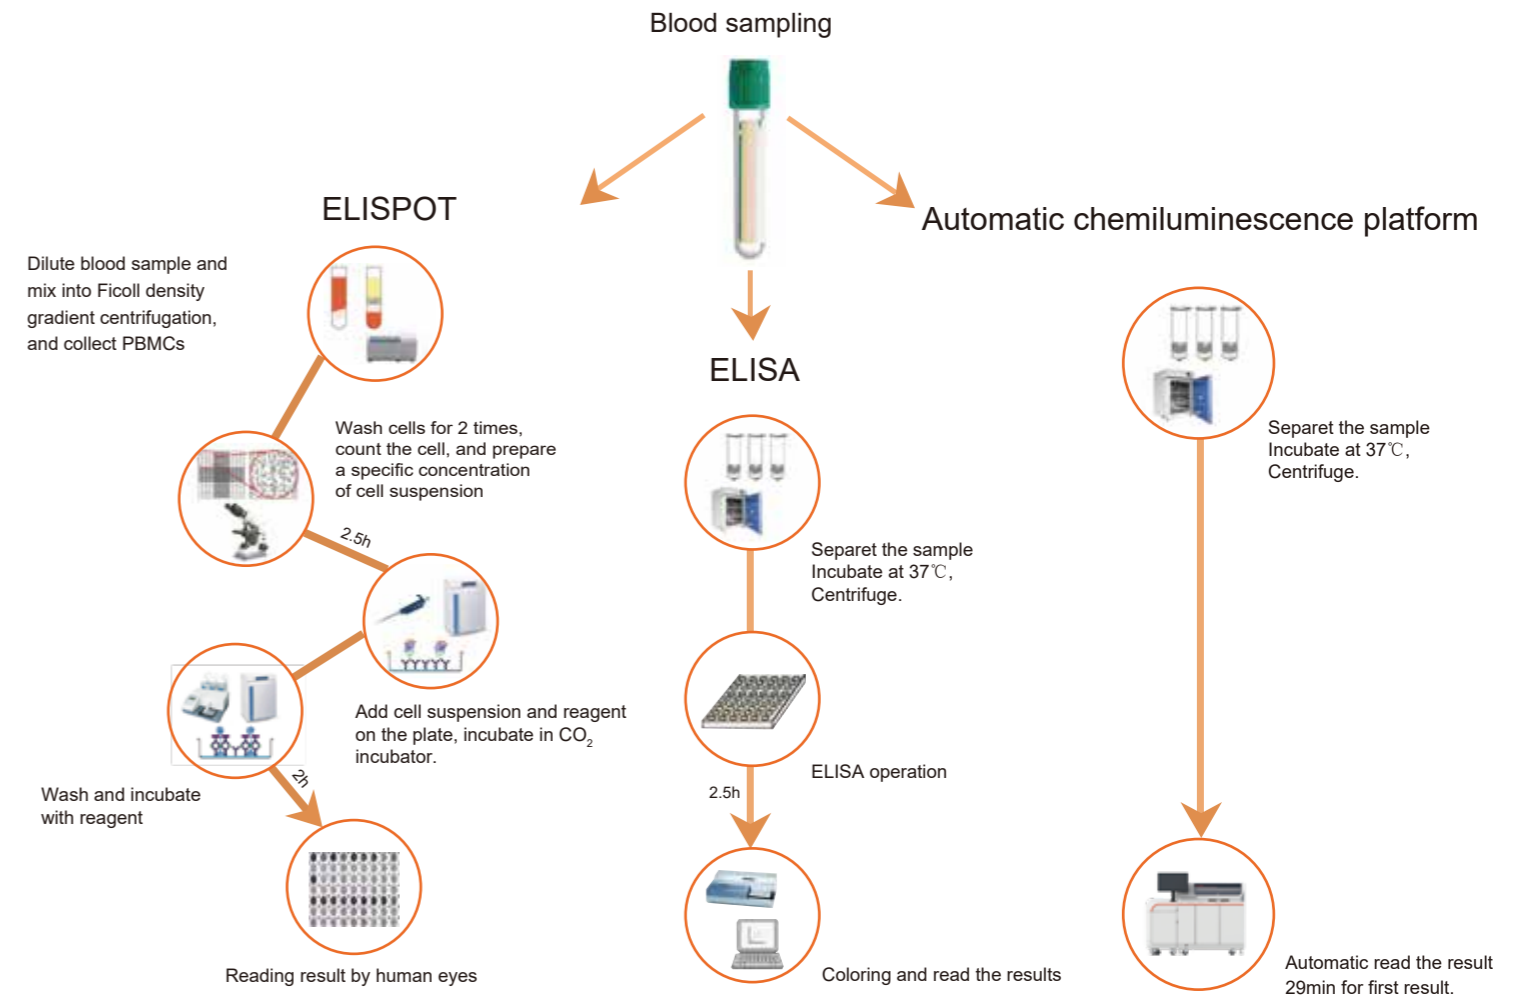 Blood sampling
ELISPOT
Dilute blood sample and
mix into Ficoll density
gradient centrifugation,
and collect PBMCs
Wash cells for 2 times,
count the cell, and prepare
a specific concentration
of cell suspension
2.5h
Add cell suspension and reagent
on the plate, incubate in CO₂
incubator.
Wash and incubate
with reagent
2h
Reading result by human eyes
ELISA
Separet the sample
Incubate at 37℃,
Centrifuge.
ELISA operation
2.5h
Coloring and read the results
Automatic chemiluminescence platform
Separet the sample
Incubate at 37℃,
Centrifuge.
Automatic read the result
29min for first result.